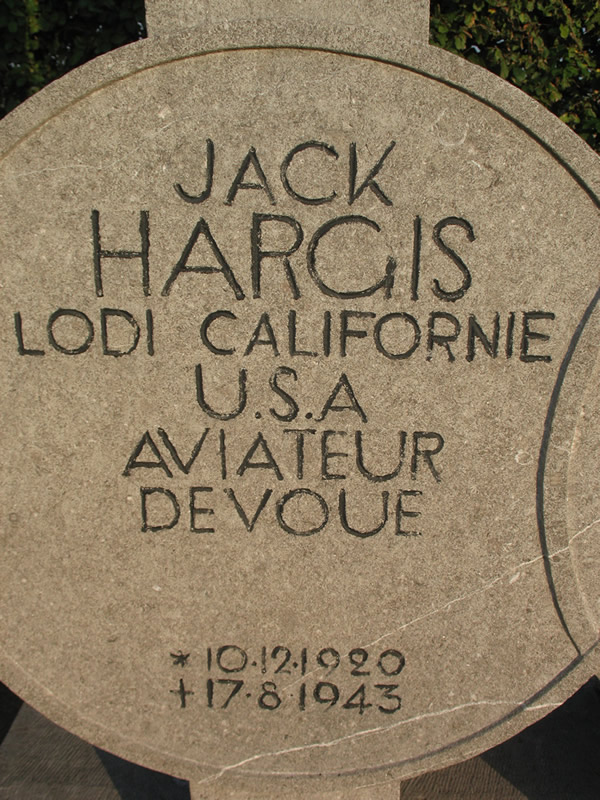 JACK
HARGIS
LODI CALIFORNIE
U.S.A
AVIATEUR
DEVOUE
* 10.12.1920
† 17.8.1943